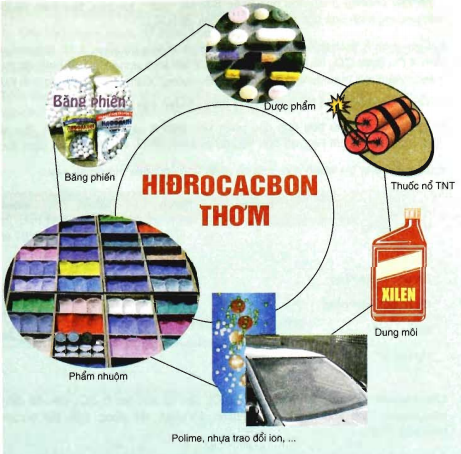 Dược phẩm
Băng phiến
Băng phiến
Thuốc nổ TNT
HIĐROCACBON
THƠM
XILEN
Dung môi
Phẩm nhuộm
Polime, nhựa trao đổi ion, ...